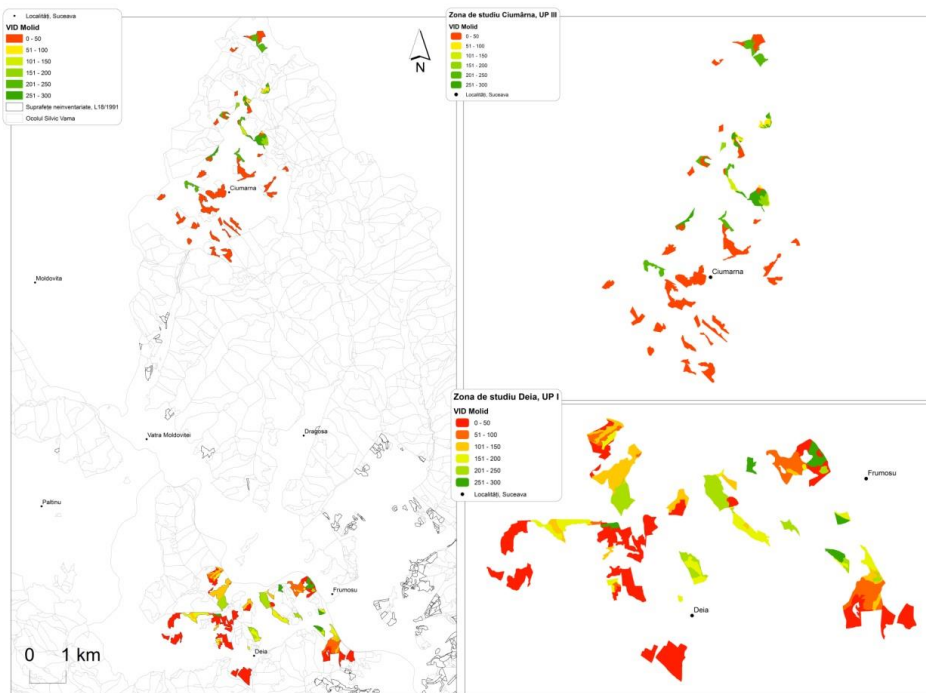 Localități, Suceava
VID Molid
0 - 50
51 - 100
101 - 150
151 - 200
201 - 250
251 - 300
Suprafețe neinventariate, L18/1991
Ocolul Silvic Vama
N
Ciumarna
Moldovita
Vatra Moldovitei
Dragosa
Paltinu
Frumosu
Deia
0 1 km
Zona de studiu Ciumârna, UP III
VID Molid
0 - 50
51 - 100
101 - 150
151 - 200
201 - 250
251 - 300
Localități, Suceava
Ciumarna
Zona de studiu Deia, UP I
VID Molid
0 - 50
51 - 100
101 - 150
151 - 200
201 - 250
251 - 300
Localități, Suceava
Frumosu
Deia